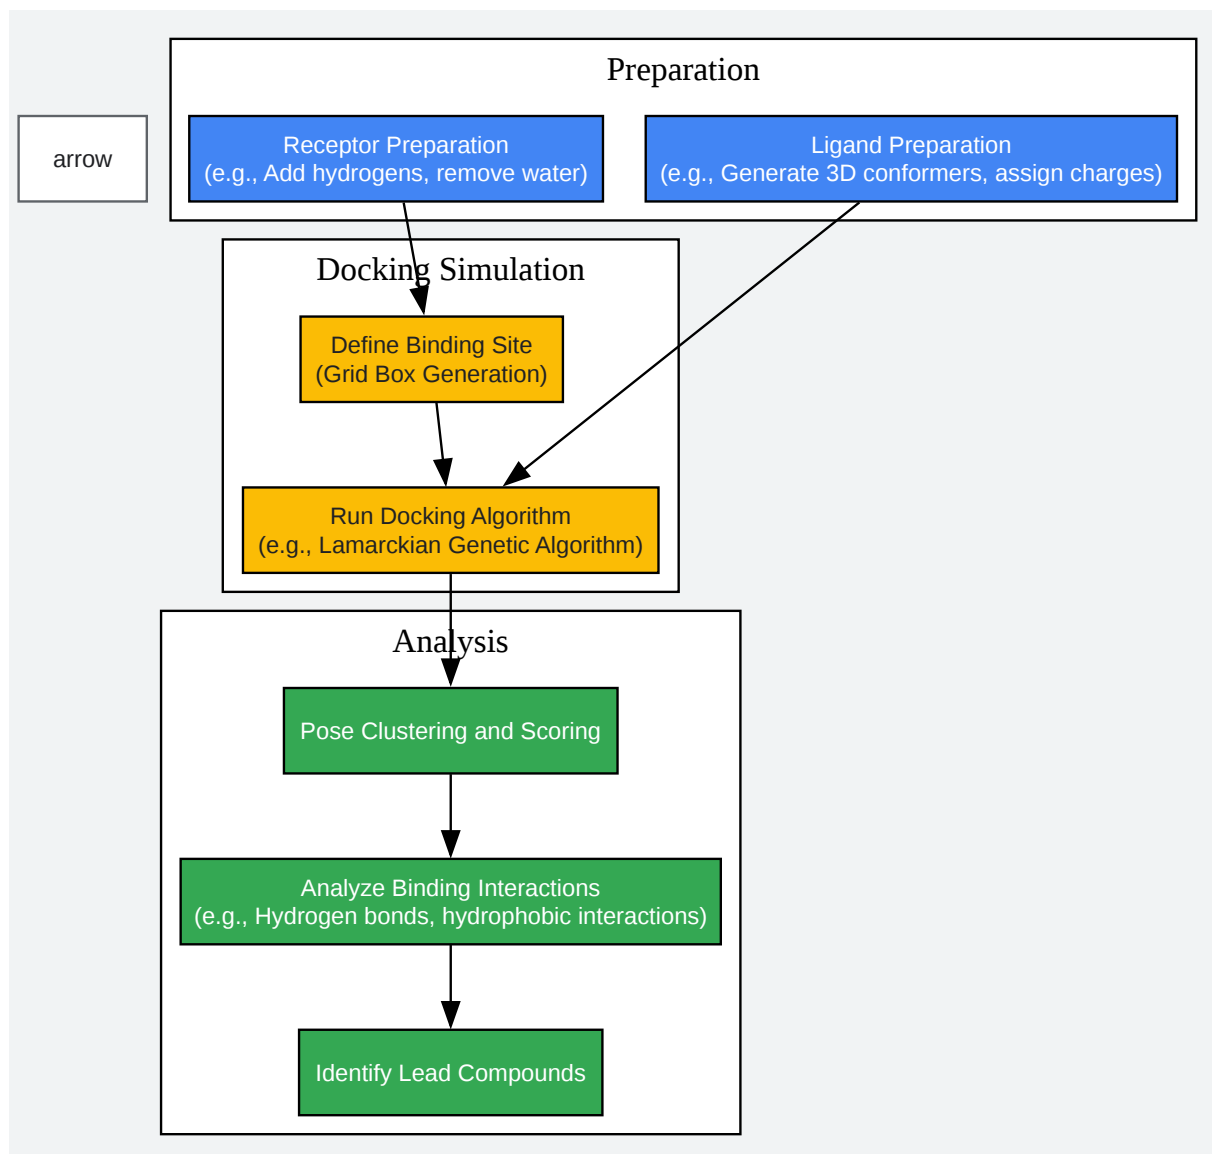 Preparation
arrow
Receptor Preparation
(e.g., Add hydrogens, remove water)
Ligand Preparation
(e.g., Generate 3D conformers, assign charges)
Docking Simulation
Define Binding Site
(Grid Box Generation)
Run Docking Algorithm
(e.g., Lamarckian Genetic Algorithm)
Analysis
Pose Clustering and Scoring
Analyze Binding Interactions
(e.g., Hydrogen bonds, hydrophobic interactions)
Identify Lead Compounds